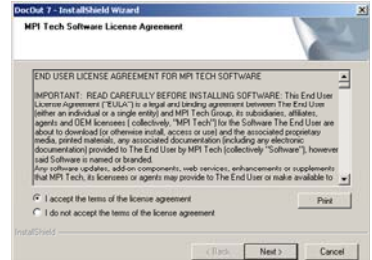 DocOut 7 - InstallShield Wizard
MPI Tech Software License Agreement
END USER LICENSE AGREEMENT FOR MPI TECH SOFTWARE
IMPORTANT: READ CAREFULLY BEFORE INSTALLING SOFTWARE: This End User
License Agreement ("EULA") is a legal and binding agreement between The End User
(either an individual or a single entity) and MPI Tech Group, its subsidiaries, affiliates,
agents and OEM licensees ( collectively, "MPI Tech") for the Software The End User are
about to download (or otherwise install, access or use) and the associated proprietary
media, printed materials, any associated documentation (including any electronic
documentation) provided to The End User by MPI Tech (collectively "Software"), however
said Software is named or branded.
Any software updates, add-on components, web services, enhancements or supplements
that MPI Tech, its licensees or agents may provide to The End User or make available to
I accept the terms of the license agreement
Print
I do not accept the terms of the license agreement
InstallShield
< Back
Next >
Cancel